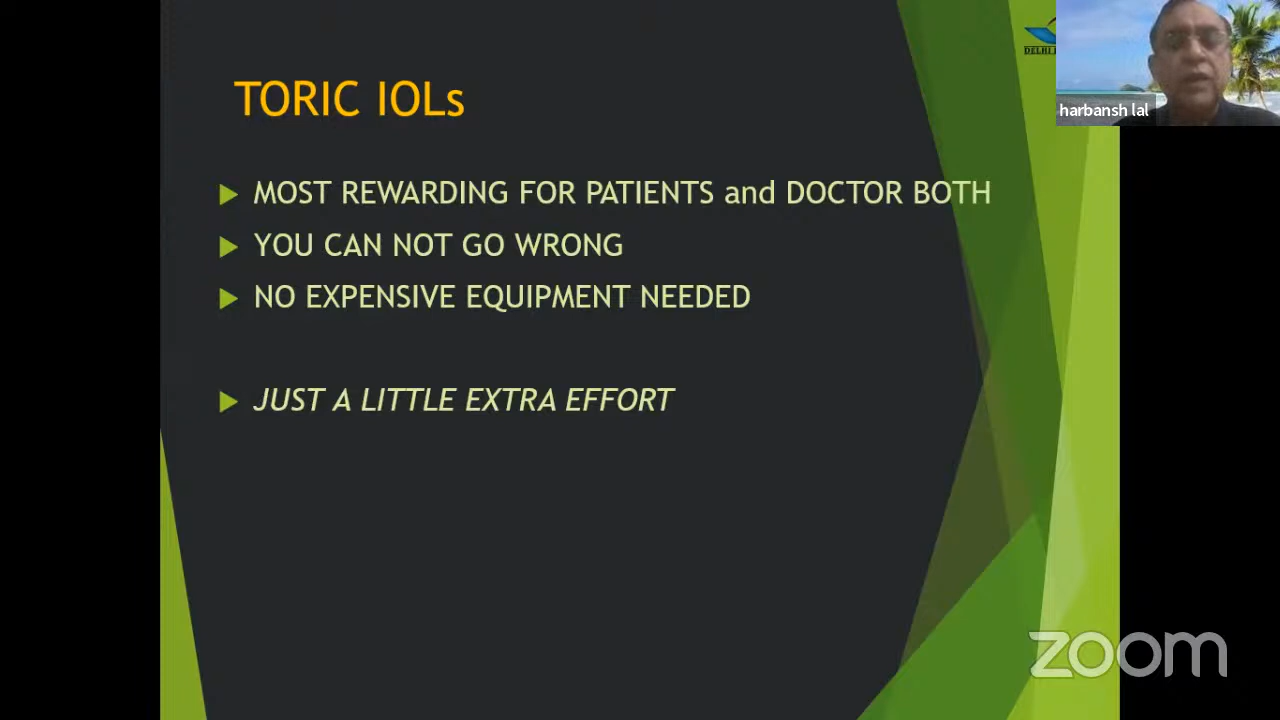 DELHI
harbansh lal
TORIC IOLs
MOST REWARDING FOR PATIENTS and DOCTOR BOTH
YOU CAN NOT GO WRONG
NO EXPENSIVE EQUIPMENT NEEDED
JUST A LITTLE EXTRA EFFORT
zoom